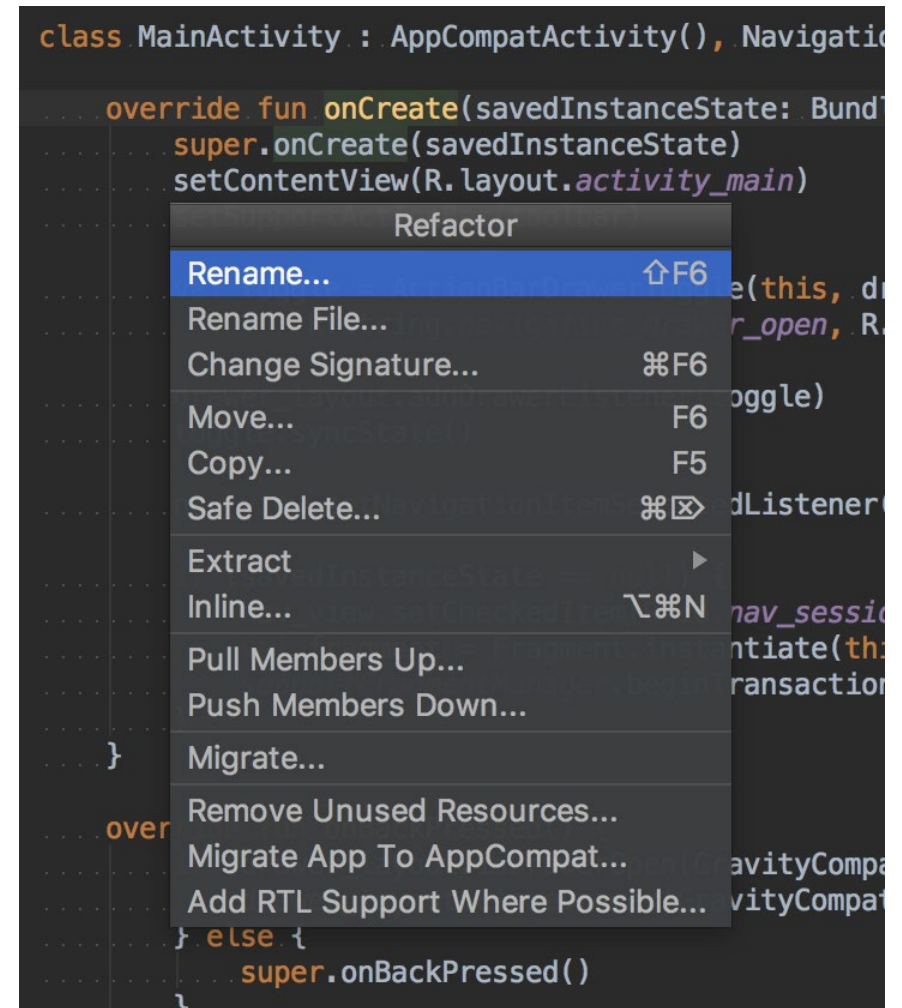 class MainActivity : AppCompatActivity(), Navigatio
override fun onCreate(savedInstanceState: Bundl
super.onCreate(savedInstanceState)
setContentView(R.layout.activity_main)
Refactor
Rename... ⇧F6
Rename File...
Change Signature... ⌘F6
Move... F6
Copy... F5
Safe Delete... ⌘⌦
Extract ▶
Inline... ⌥⌘N
Pull Members Up...
Push Members Down...
Migrate...
Remove Unused Resources...
Migrate App To AppCompat...
Add RTL Support Where Possible...
e(this, dr
r_open, R.
oggle)
dListener(
nav_sessio
ntiate(thi
ransaction
}
over
avityCompa
vityCompat
} else {
super.onBackPressed()
}